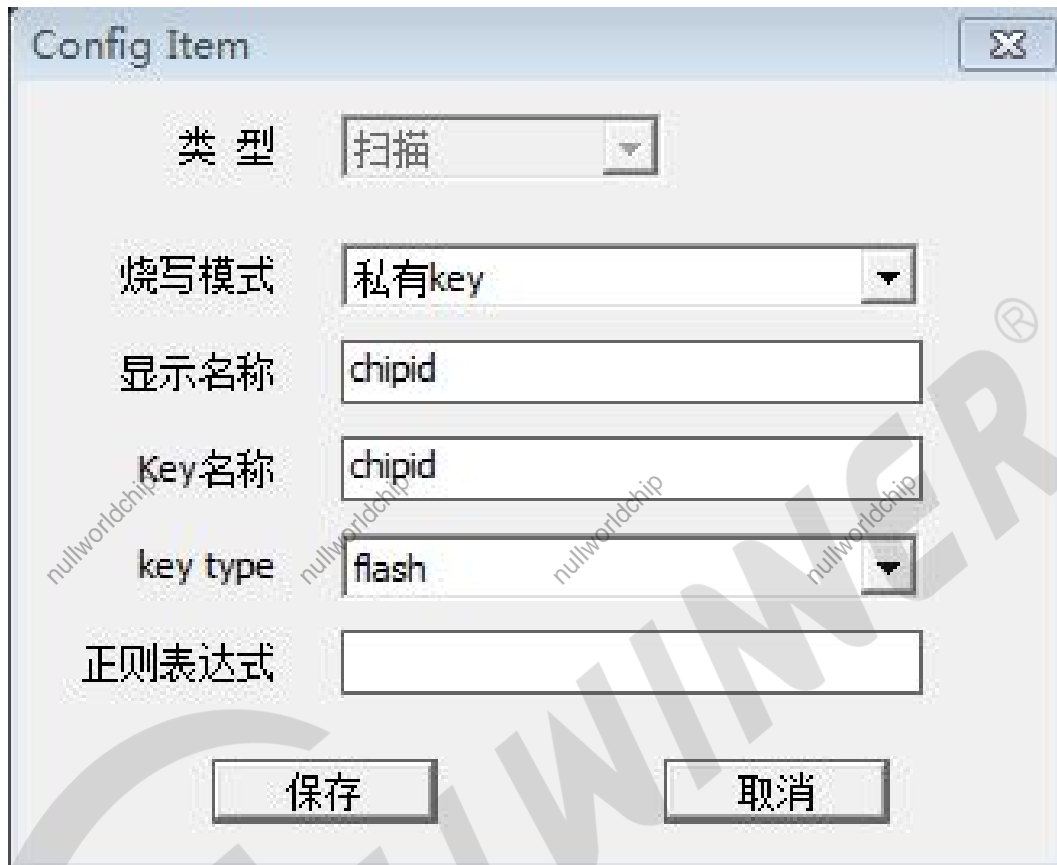 Config Item
类 型 扫描
烧写模式 私有key
显示名称 chipid
Key名称 chipid
key type flash
正则表达式
保存 取消
nullworldchip nullworldchip nullworldchip nullworldchip
WINNER®